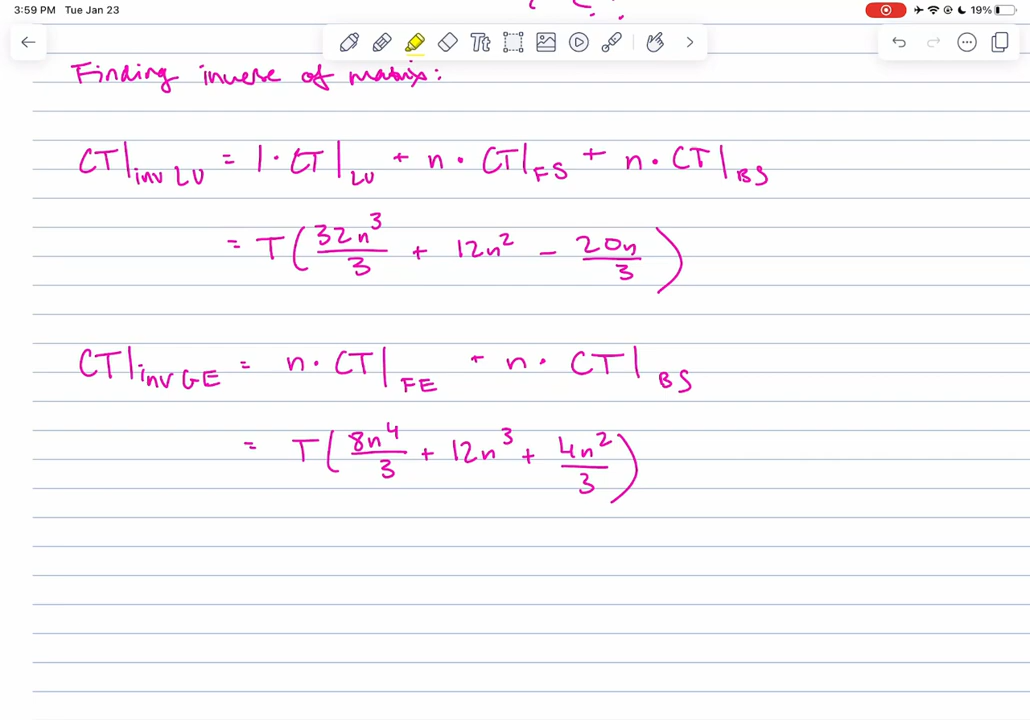 3:59 PM Tue Jan 23 19%
Tt
Finding inverse of matrix:
CT|inv LU = 1 · CT|LU + n · CT|FS + n · CT|BS
= T(32n³/3 + 12n² − 20n/3)
CT|inv GE = n · CT|FE + n · CT|BS
= T(8n⁴/3 + 12n³ + 4n²/3)